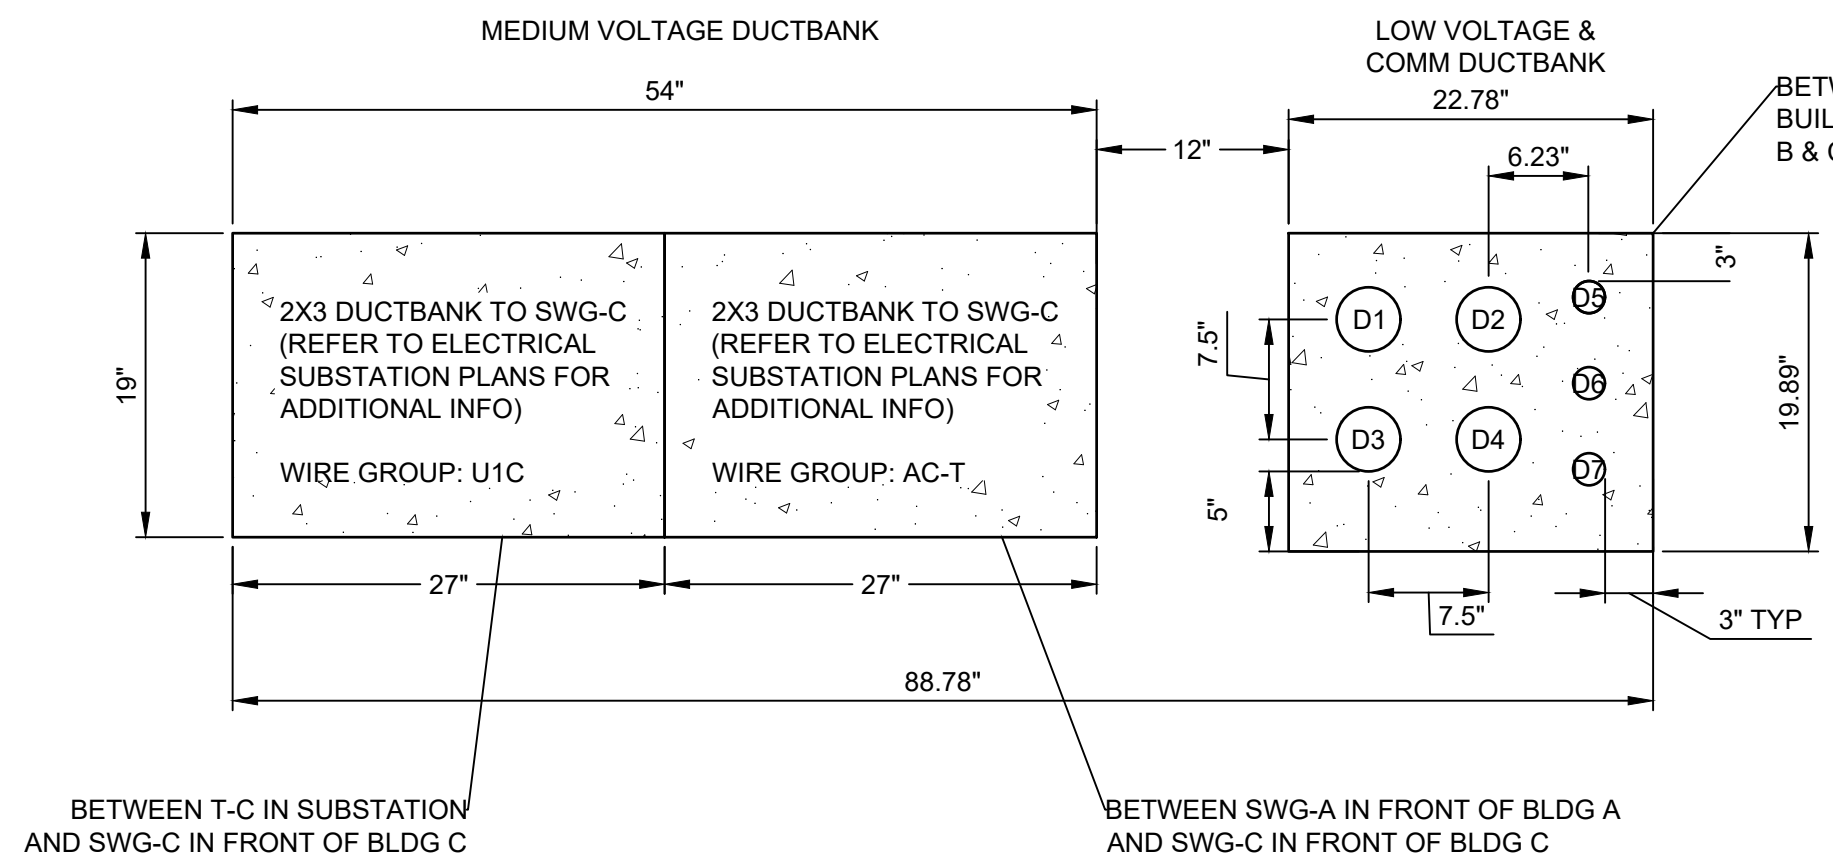 MEDIUM VOLTAGE DUCTBANK
LOW VOLTAGE &
COMM DUCTBANK
54"
22.78"
12"
6.23"
BUIL
B &
3"
2X3 DUCTBANK TO SWG-C
(REFER TO ELECTRICAL
SUBSTATION PLANS FOR
ADDITIONAL INFO)
WIRE GROUP: U1C
2X3 DUCTBANK TO SWG-C
(REFER TO ELECTRICAL
SUBSTATION PLANS FOR
ADDITIONAL INFO)
WIRE GROUP: AC-T
19"
D1
D2
D5
7.5"
D6
19.89"
D3
D4
D7
5"
27"
27"
7.5"
3" TYP
88.78"
BETWEEN T-C IN SUBSTATION
AND SWG-C IN FRONT OF BLDG C
BETWEEN SWG-A IN FRONT OF BLDG A
AND SWG-C IN FRONT OF BLDG C